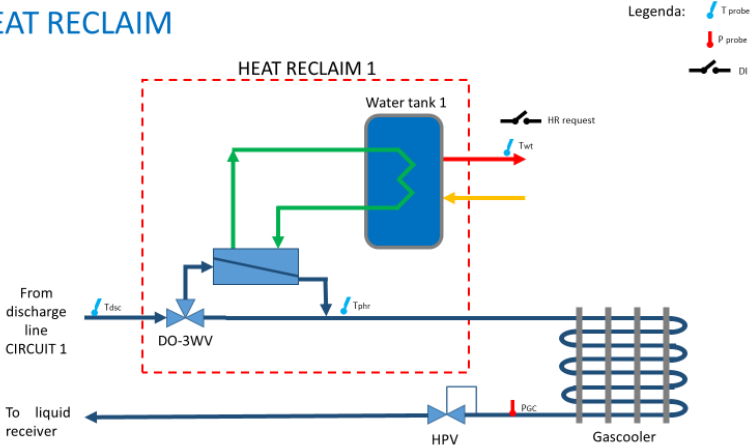 EAT RECLAIM
Legenda:
T probe
P probe
DI
HEAT RECLAIM 1
Water tank 1
HR request
Twt
From
discharge
line
CIRCUIT 1
Tdsc
DO-3WV
Tphr
To liquid
receiver
HPV
PGC
Gascooler